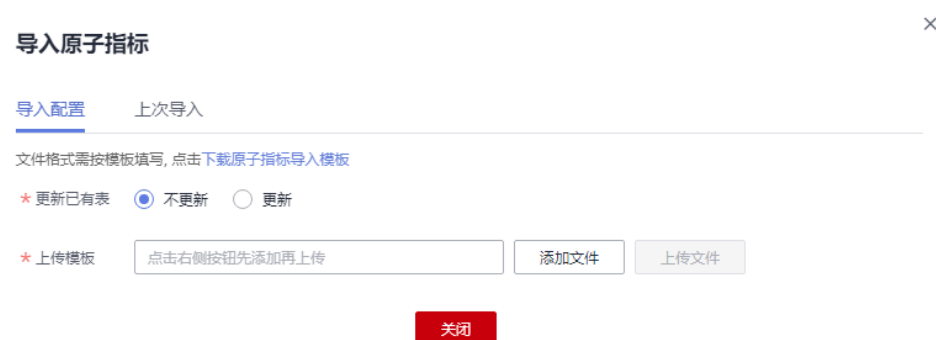 导入原子指标
导入配置 上次导入
文件格式需按模板填写, 点击下载原子指标导入模板
* 更新已有表 不更新 更新
* 上传模板 点击右侧按钮先添加再上传 添加文件 上传文件
关闭